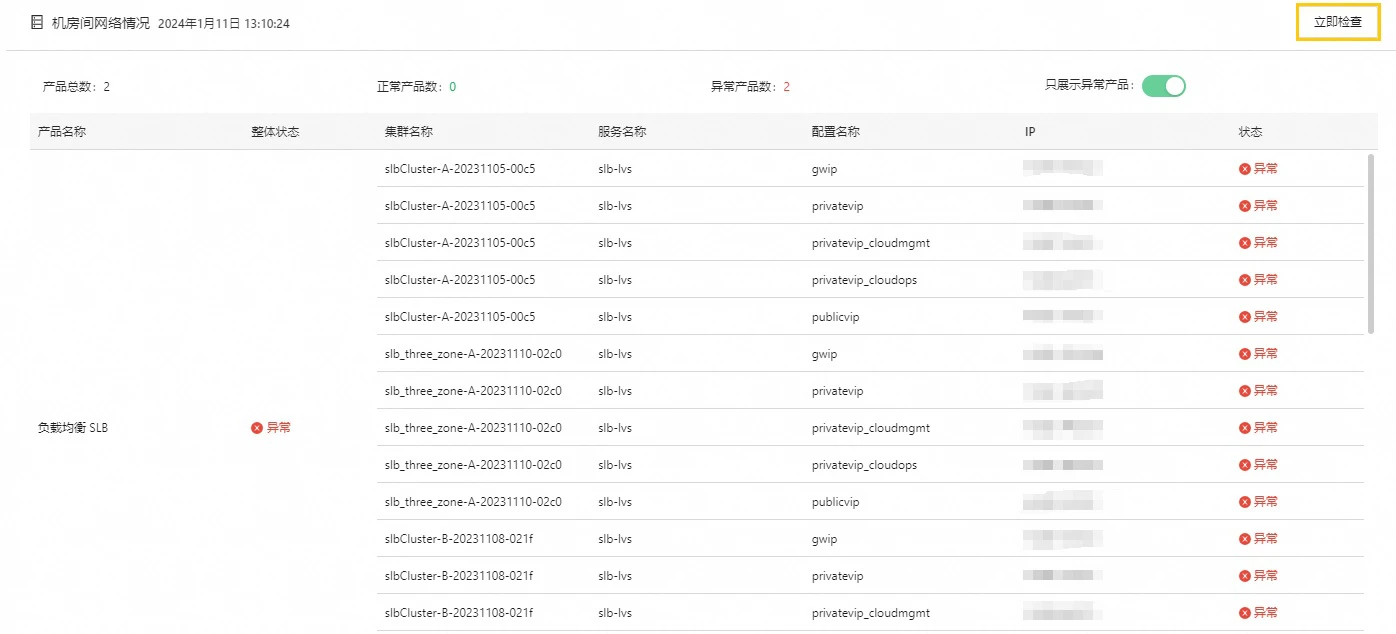 机房间网络情况 2024年1月11日 13:10:24 立即检查
产品总数：2 正常产品数：0 异常产品数：2 只展示异常产品：
产品名称 整体状态 集群名称 服务名称 配置名称 IP 状态
slbCluster-A-20231105-00c5 slb-lvs gwip 异常
slbCluster-A-20231105-00c5 slb-lvs privatevip 异常
slbCluster-A-20231105-00c5 slb-lvs privatevip_cloudmgmt 异常
slbCluster-A-20231105-00c5 slb-lvs privatevip_cloudops 异常
slbCluster-A-20231105-00c5 slb-lvs publicvip 异常
slb_three_zone-A-20231110-02c0 slb-lvs gwip 异常
slb_three_zone-A-20231110-02c0 slb-lvs privatevip 异常
负载均衡 SLB 异常 slb_three_zone-A-20231110-02c0 slb-lvs privatevip_cloudmgmt 异常
slb_three_zone-A-20231110-02c0 slb-lvs privatevip_cloudops 异常
slb_three_zone-A-20231110-02c0 slb-lvs publicvip 异常
slbCluster-B-20231108-021f slb-lvs gwip 异常
slbCluster-B-20231108-021f slb-lvs privatevip 异常
slbCluster-B-20231108-021f slb-lvs privatevip_cloudmgmt 异常